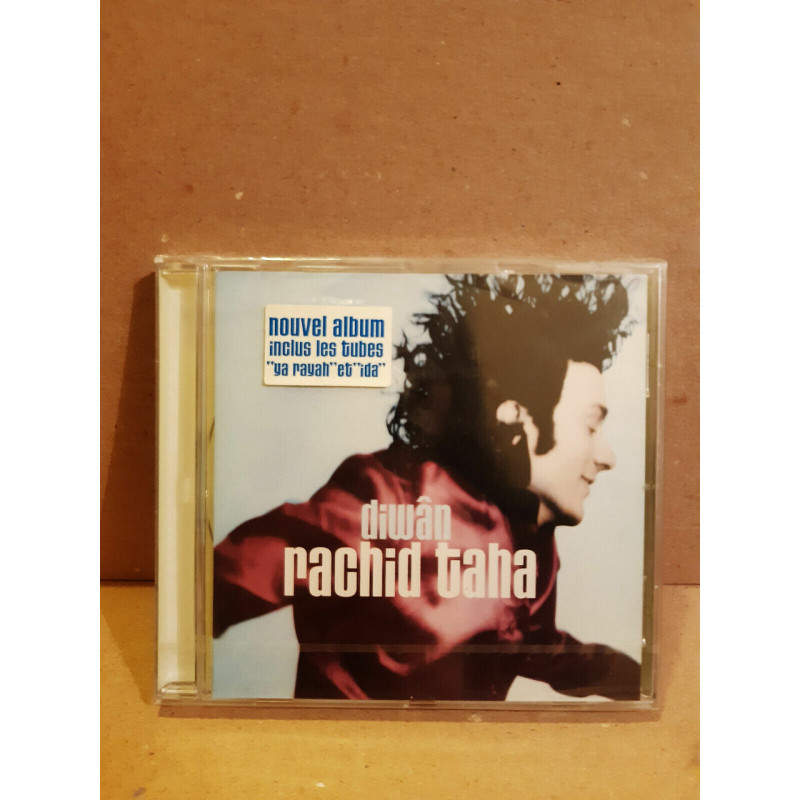 nouvel album
inclus les tubes
"ya rayah" et "ida"
diwân
rachid taha